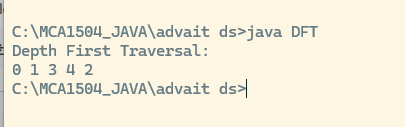 C:\MCA1504_JAVA\advait ds>java DFT
Depth First Traversal:
0 1 3 4 2
C:\MCA1504_JAVA\advait ds>